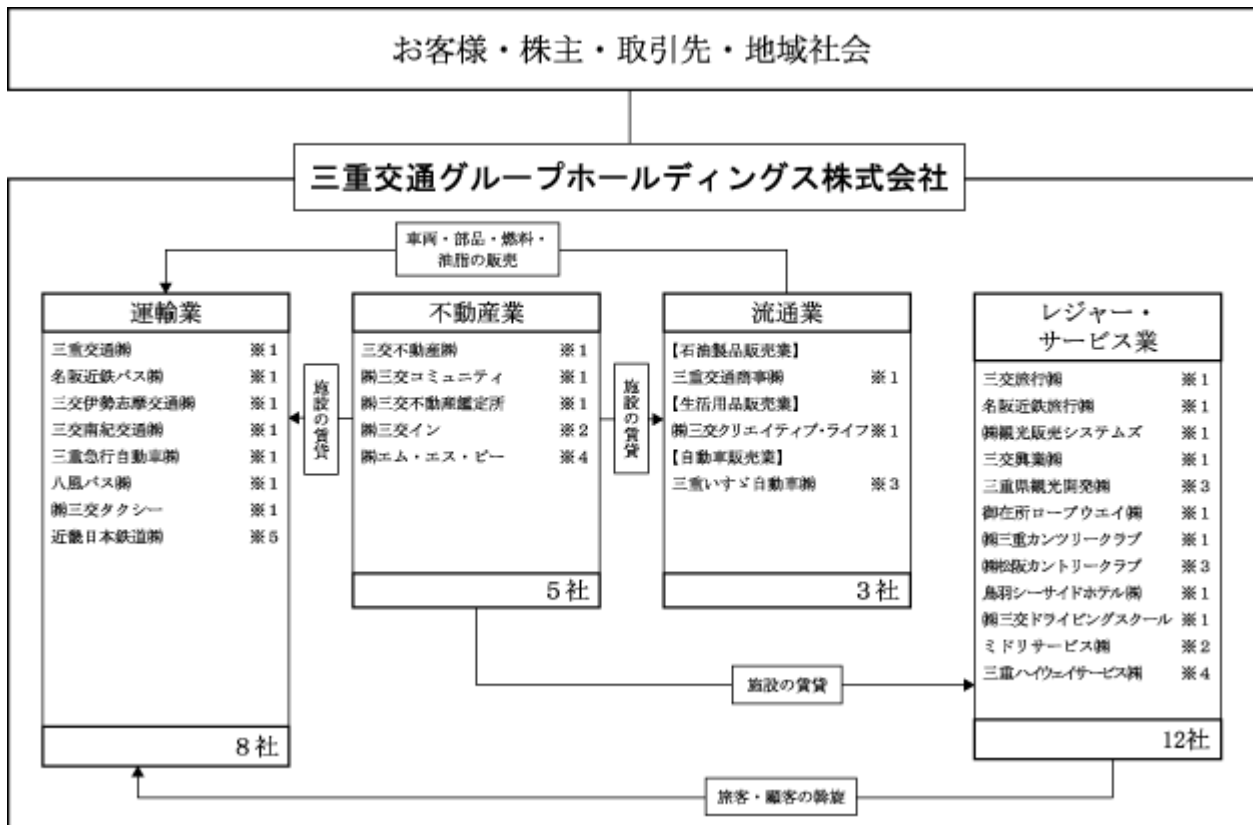 お客様・株主・取引先・地域社会
三重交通グループホールディングス株式会社
車両・部品・燃料・
油脂の販売
運輸業
三重交通㈱ ※1
名阪近鉄バス㈱ ※1
三交伊勢志摩交通㈱ ※1
三交南紀交通㈱ ※1
三重急行自動車㈱ ※1
八風バス㈱ ※1
㈱三交タクシー ※1
近畿日本鉄道㈱ ※5
8社
施設の賃貸
不動産業
三交不動産㈱ ※1
㈱三交コミュニティ ※1
㈱三交不動産鑑定所 ※1
㈱三交イン ※2
㈱エム・エス・ピー ※4
5社
施設の賃貸
流通業
【石油製品販売業】
三重交通商事㈱ ※1
【生活用品販売業】
㈱三交クリエイティブ・ライフ※1
【自動車販売業】
三重いすゞ自動車㈱ ※3
3社
レジャー・
サービス業
三交旅行㈱ ※1
名阪近鉄旅行㈱ ※1
㈱観光販売システムズ ※1
三交興業㈱ ※1
三重県観光開発㈱ ※3
御在所ロープウエイ㈱ ※1
㈱三重カンツリークラブ ※1
㈱松阪カントリークラブ ※3
鳥羽シーサイドホテル㈱ ※1
㈱三交ドライビングスクール ※1
ミドリサービス㈱ ※2
三重ハイウェイサービス㈱ ※4
12社
施設の賃貸
旅客・顧客の斡旋